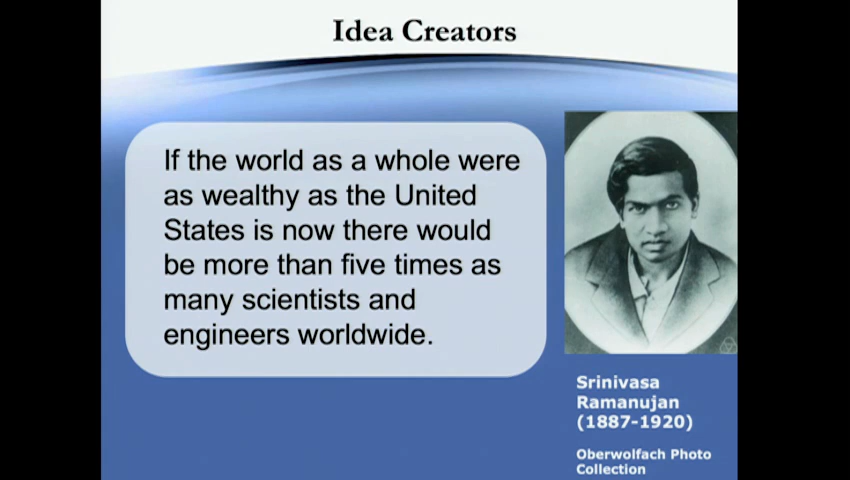 Idea Creators
If the world as a whole were
as wealthy as the United
States is now there would
be more than five times as
many scientists and
engineers worldwide.
Srinivasa
Ramanujan
(1887-1920)
Oberwolfach Photo
Collection